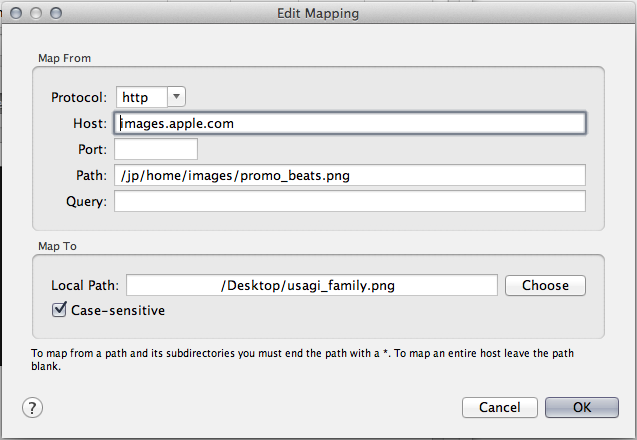 Edit Mapping
Map From
Protocol: http
Host: images.apple.com
Port:
Path: /jp/home/images/promo_beats.png
Query:
Map To
Local Path: /Desktop/usagi_family.png Choose
Case-sensitive
To map from a path and its subdirectories you must end the path with a *. To map an entire host leave the path
blank.
? Cancel OK